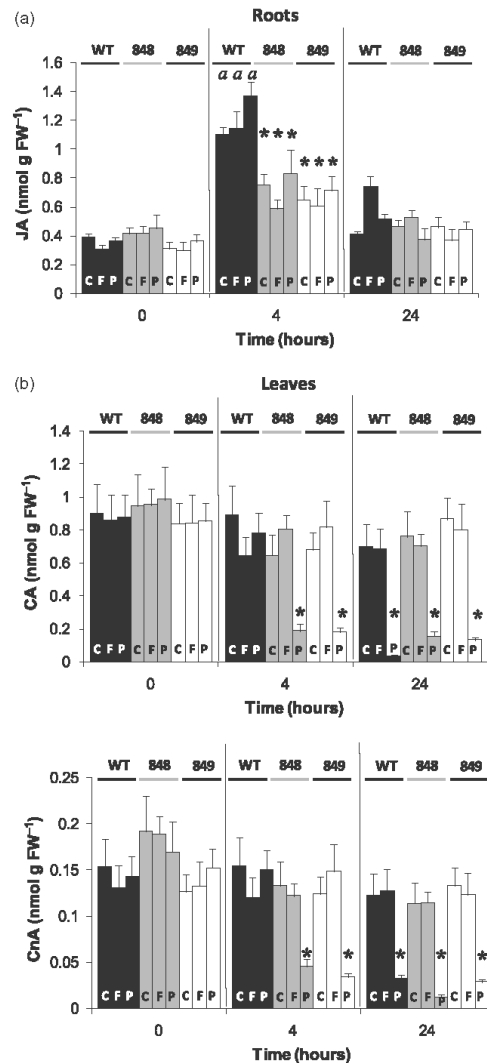 (a) Roots
WT 848 849 WT 848 849 WT 848 849
1.6
1.4
1.2
1
0.8
0.6
0.4
0.2
0
JA (nmol g FW⁻¹)
a a a
*** ***
C F P C F P C F P C F P C F P C F P C F P C F P C F P
0 4 24
Time (hours)
(b) Leaves
WT 848 849 WT 848 849 WT 848 849
1.4
1.2
1
0.8
0.6
0.4
0.2
0
CA (nmol g FW⁻¹)
* * * * *
C F P C F P C F P C F P C F P C F P C F P C F P C F P
0 4 24
Time (hours)
WT 848 849 WT 848 849 WT 848 849
0.25
0.2
0.15
0.1
0.05
0
CnA (nmol g FW⁻¹)
* * * * *
C F P C F P C F P C F P C F P C F P C F P C F P C F P
0 4 24
Time (hours)